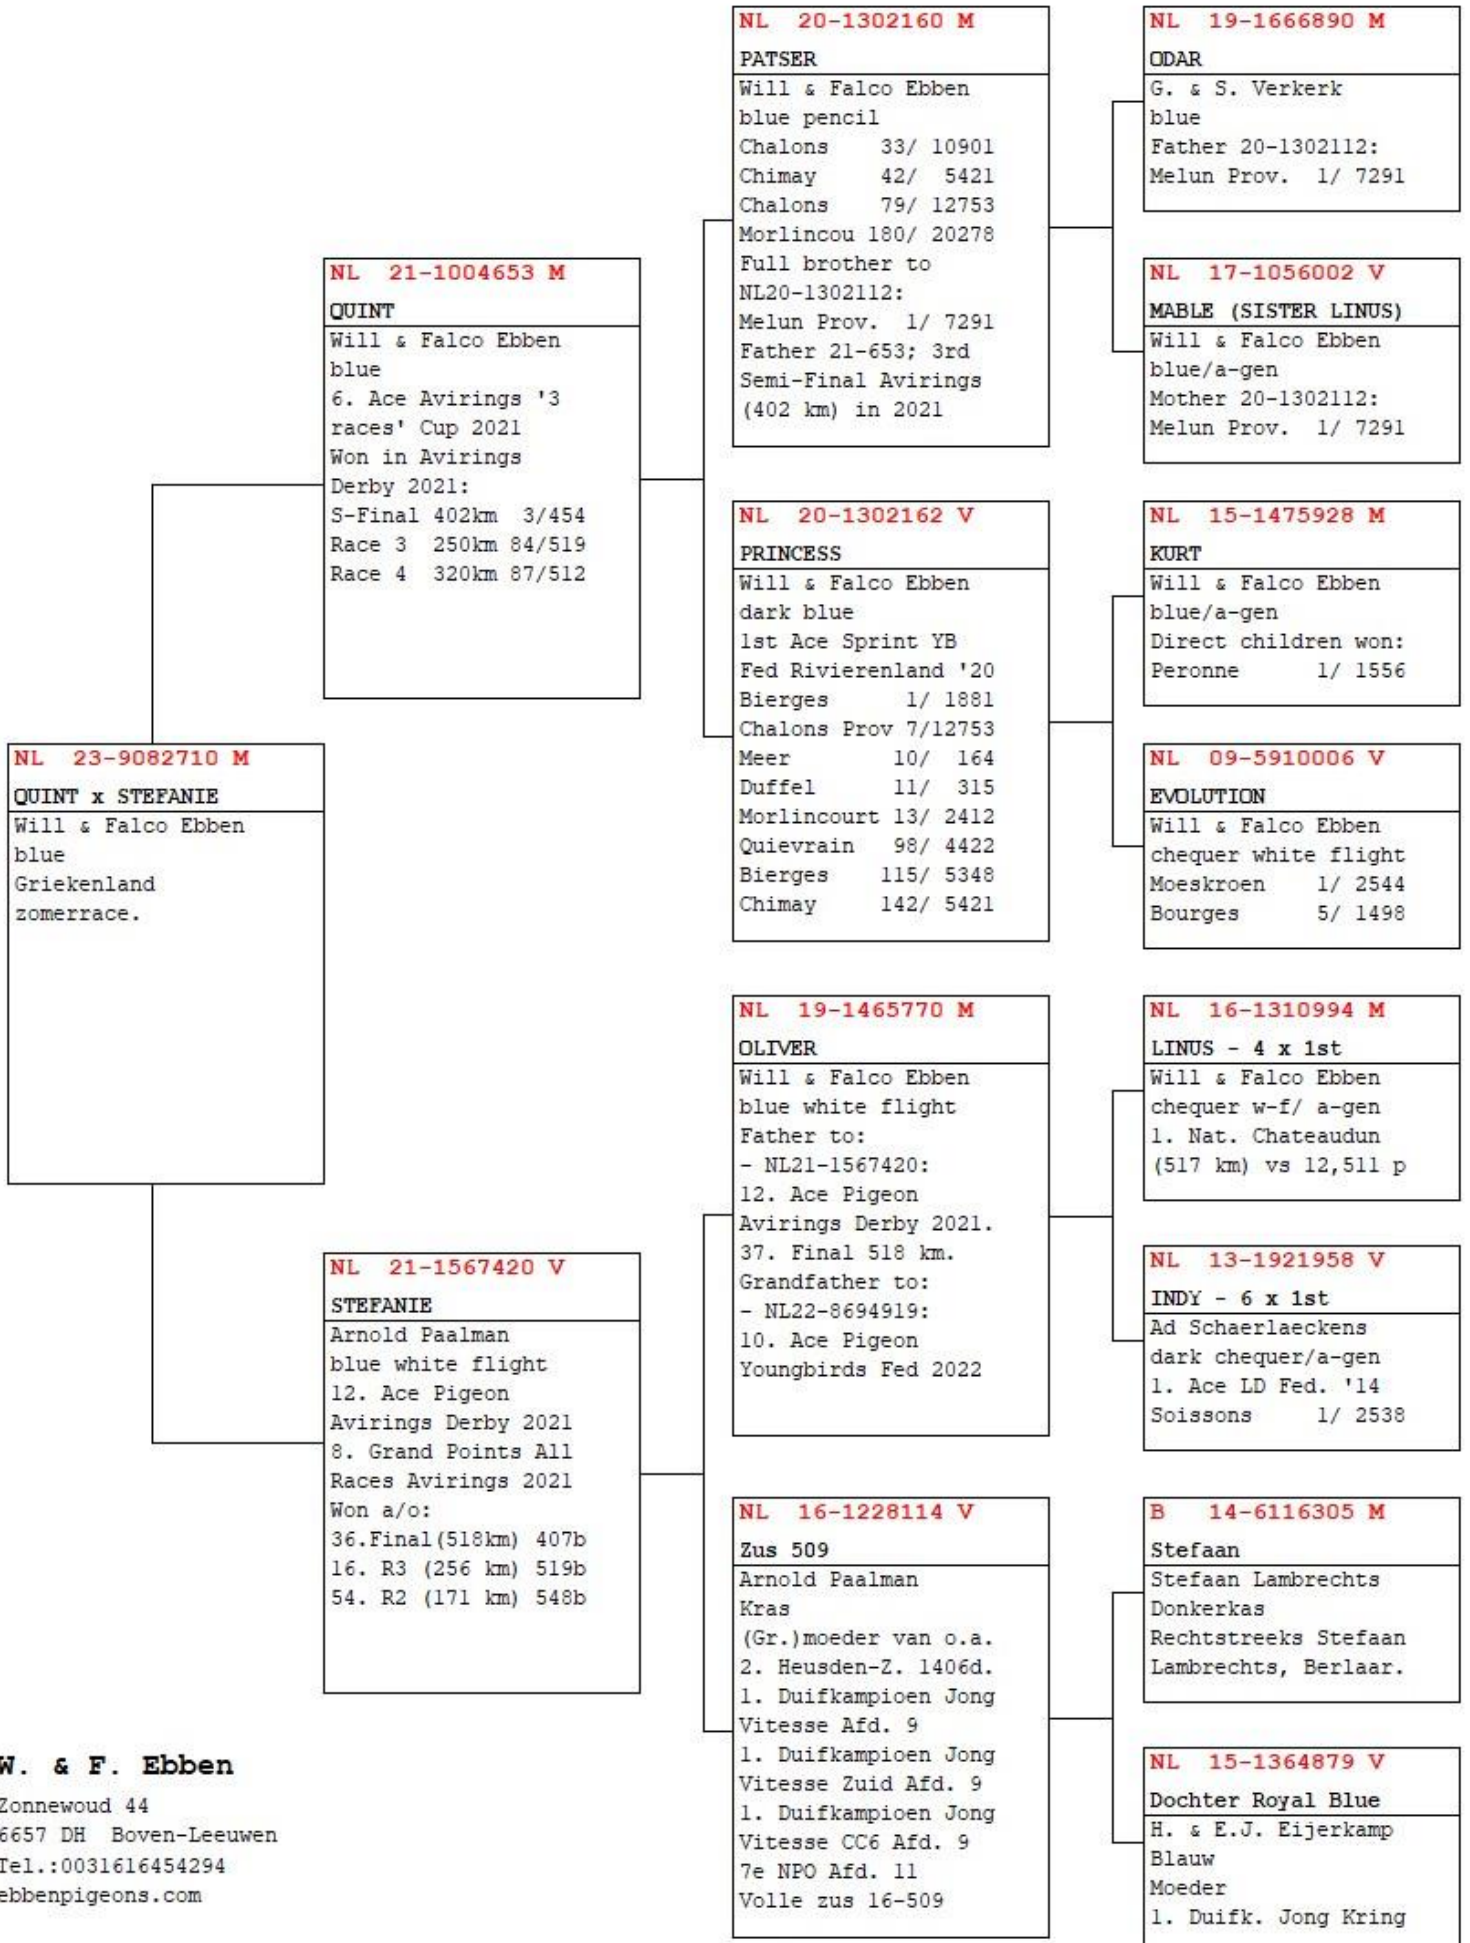 NL 23-9082710 M
QUINT x STEFANIE
Will & Falco Ebben
blue
Griekenland
zomerrace.
NL 21-1004653 M
QUINT
Will & Falco Ebben
blue
6. Ace Avirings '3
races' Cup 2021
Won in Avirings
Derby 2021:
S-Final 402km 3/454
Race 3 250km 84/519
Race 4 320km 87/512
NL 21-1567420 V
STEFANIE
Arnold Paalman
blue white flight
12. Ace Pigeon
Avirings Derby 2021
8. Grand Points All
Races Avirings 2021
Won a/o:
36.Final(518km) 407b
16. R3 (256 km) 519b
54. R2 (171 km) 548b
NL 20-1302160 M
PATSER
Will & Falco Ebben
blue pencil
Chalons 33/ 10901
Chimay 42/ 5421
Chalons 79/ 12753
Morlincou 180/ 20278
Full brother to
NL20-1302112:
Melun Prov. 1/ 7291
Father 21-653; 3rd
Semi-Final Avirings
(402 km) in 2021
NL 20-1302162 V
PRINCESS
Will & Falco Ebben
dark blue
1st Ace Sprint YB
Fed Rivierenland '20
Bierges 1/ 1881
Chalons Prov 7/12753
Meer 10/ 164
Duffel 11/ 315
Morlincourt 13/ 2412
Quievrain 98/ 4422
Bierges 115/ 5348
Chimay 142/ 5421
NL 19-1465770 M
OLIVER
Will & Falco Ebben
blue white flight
Father to:
- NL21-1567420:
12. Ace Pigeon
Avirings Derby 2021.
37. Final 518 km.
Grandfather to:
- NL22-8694919:
10. Ace Pigeon
Youngbirds Fed 2022
NL 16-1228114 V
Zus 509
Arnold Paalman
Kras
(Gr.)moeder van o.a.
2. Heusden-Z. 1406d.
1. Duifkampioen Jong
Vitesse Afd. 9
1. Duifkampioen Jong
Vitesse Zuid Afd. 9
1. Duifkampioen Jong
Vitesse CC6 Afd. 9
7e NPO Afd. 11
Volle zus 16-509
NL 19-1666890 M
ODAR
G. & S. Verkerk
blue
Father 20-1302112:
Melun Prov. 1/ 7291
NL 17-1056002 V
MABLE (SISTER LINUS)
Will & Falco Ebben
blue/a-gen
Mother 20-1302112:
Melun Prov. 1/ 7291
NL 15-1475928 M
KURT
Will & Falco Ebben
blue/a-gen
Direct children won:
Peronne 1/ 1556
NL 09-5910006 V
EVOLUTION
Will & Falco Ebben
chequer white flight
Moeskroen 1/ 2544
Bourges 5/ 1498
NL 16-1310994 M
LINUS - 4 x 1st
Will & Falco Ebben
chequer w-f/ a-gen
1. Nat. Chateaudun
(517 km) vs 12,511 p
NL 13-1921958 V
INDY - 6 x 1st
Ad Schaerlaeckens
dark chequer/a-gen
1. Ace LD Fed. '14
Soissons 1/ 2538
B 14-6116305 M
Stefaan
Stefaan Lambrechts
Donkerkas
Rechtstreeks Stefaan
Lambrechts, Berlaar.
NL 15-1364879 V
Dochter Royal Blue
H. & E.J. Eijerkamp
Blauw
Moeder
1. Duifk. Jong Kring
W. & F. Ebben
Zonnewoud 44
6657 DH Boven-Leeuwen
Tel.:0031616454294
ebbenpigeons.com